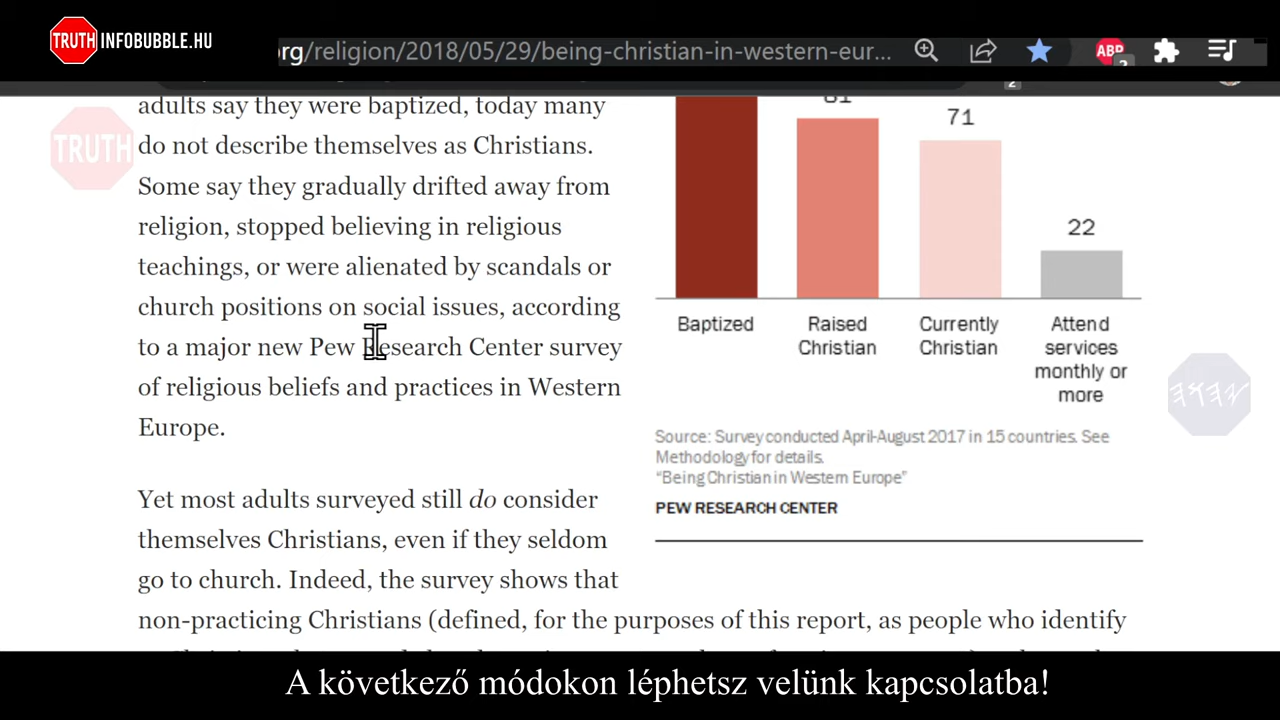 TRUTH INFOBUBBLE.HU
org/religion/2018/05/29/being-christian-in-western-eur...
ABP
2
2
TRUTH
adults say they were baptized, today many
do not describe themselves as Christians.
Some say they gradually drifted away from
religion, stopped believing in religious
teachings, or were alienated by scandals or
church positions on social issues, according
to a major new Pew Research Center survey
of religious beliefs and practices in Western
Europe.
Yet most adults surveyed still do consider
themselves Christians, even if they seldom
go to church. Indeed, the survey shows that
non-practicing Christians (defined, for the purposes of this report, as people who identify
81
71
22
Baptized
Raised
Christian
Currently
Christian
Attend
services
monthly or
more
Source: Survey conducted April-August 2017 in 15 countries. See
Methodology for details.
"Being Christian in Western Europe"
PEW RESEARCH CENTER
A következő módokon léphetsz velünk kapcsolatba!